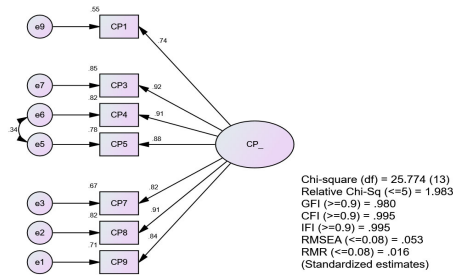 .55
e9
CP1
.74
.85
e7
CP3
.92
.82
e6
CP4
.91
.34
.78
e5
CP5
.88
CP_
.67
e3
CP7
.82
.82
e2
CP8
.91
.71
e1
CP9
.84
Chi-square (df) = 25.774 (13)
Relative Chi-Sq (<=5) = 1.983
GFI (>=0.9) = .980
CFI (>=0.9) = .995
IFI (>=0.9) = .995
RMSEA (<=0.08) = .053
RMR (<=0.08) = .016
(Standardized estimates)